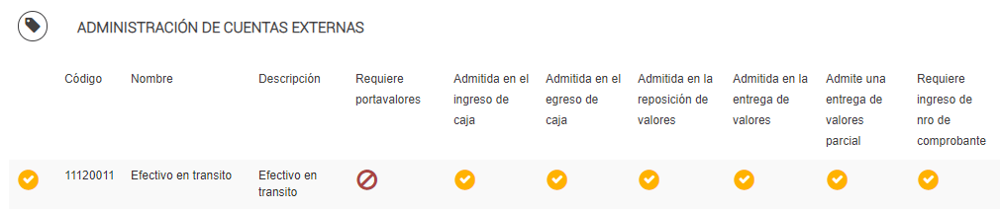 ADMINISTRACIÓN DE CUENTAS EXTERNAS
Código Nombre Descripción Requiere Admitida en el Admitida en el Admitida en la Admitida en la Admite una Requiere
portavalores ingreso de egreso de reposición de entrega de entrega de ingreso de
caja caja valores valores valores nro de
parcial comprobante
11120011 Efectivo en transito Efectivo en
transito